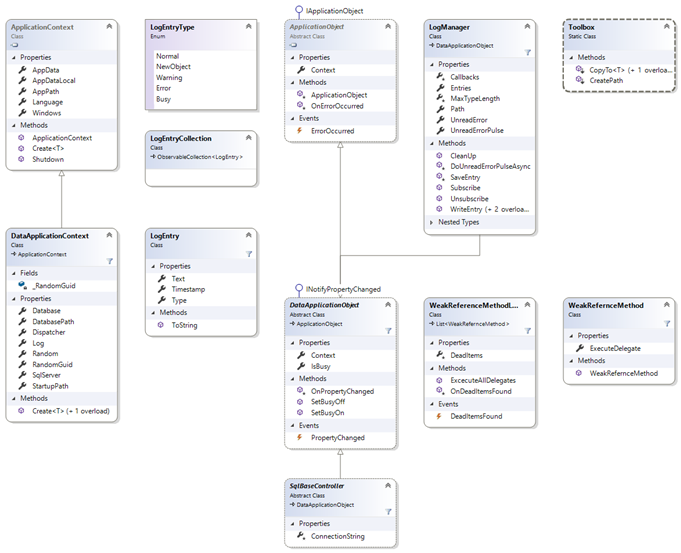 ApplicationContext
Class
Properties
AppData
AppDataLocal
AppPath
Language
Windows
Methods
ApplicationContext
Create<T>
Shutdown
LogEntryType
Enum
Normal
NewObject
Warning
Error
Busy
LogEntryCollection
Class
ObservableCollection<LogEntry>
IApplicationObject
ApplicationObject
Abstract Class
Properties
Context
Methods
ApplicationObject
OnErrorOccurred
Events
ErrorOccurred
LogManager
Class
DataApplicationObject
Properties
Callbacks
Entries
MaxTypeLength
Path
UnreadError
UnreadErrorPulse
Methods
CleanUp
DoUnreadErrorPulseAsync
SaveEntry
Subscribe
Unsubscribe
WriteEntry (+ 2 overloa...
Nested Types
Toolbox
Static Class
Methods
CopyTo<T> (+ 1 overloa...
CreatePath
DataApplicationContext
Class
ApplicationContext
Fields
_RandomGuid
Properties
Database
DatabasePath
Dispatcher
Log
Random
RandomGuid
SqlServer
StartupPath
Methods
Create<T> (+ 1 overload)
LogEntry
Class
Properties
Text
Timestamp
Type
Methods
ToString
INotifyPropertyChanged
DataApplicationObject
Abstract Class
ApplicationObject
Properties
Context
IsBusy
Methods
OnPropertyChanged
SetBusyOff
SetBusyOn
Events
PropertyChanged
WeakReferenceMethodL...
Class
List<WeakRefernceMethod>
Properties
DeadItems
Methods
ExcecuteAllDelegates
OnDeadItemsFound
Events
DeadItemsFound
WeakRefernceMethod
Class
Properties
ExecuteDelegate
Methods
WeakRefernceMethod
SqlBaseController
Abstract Class
DataApplicationObject
Properties
ConnectionString